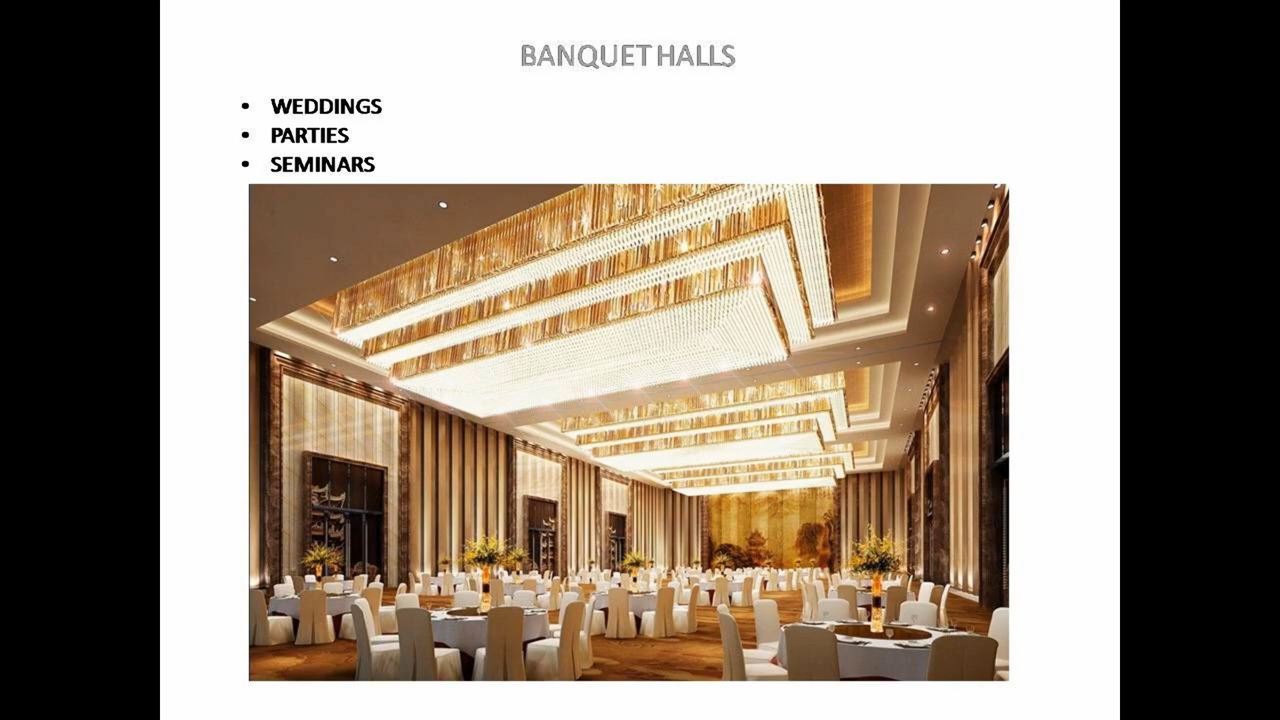 BANQUET HALLS
• WEDDINGS
• PARTIES
• SEMINARS